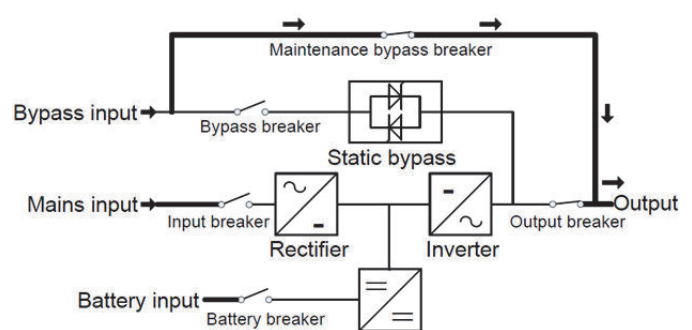 Maintenance bypass breaker
Bypass input
Bypass breaker
Static bypass
Mains input
Input breaker
Rectifier
Inverter
Output breaker
Output
Battery input
Battery breaker